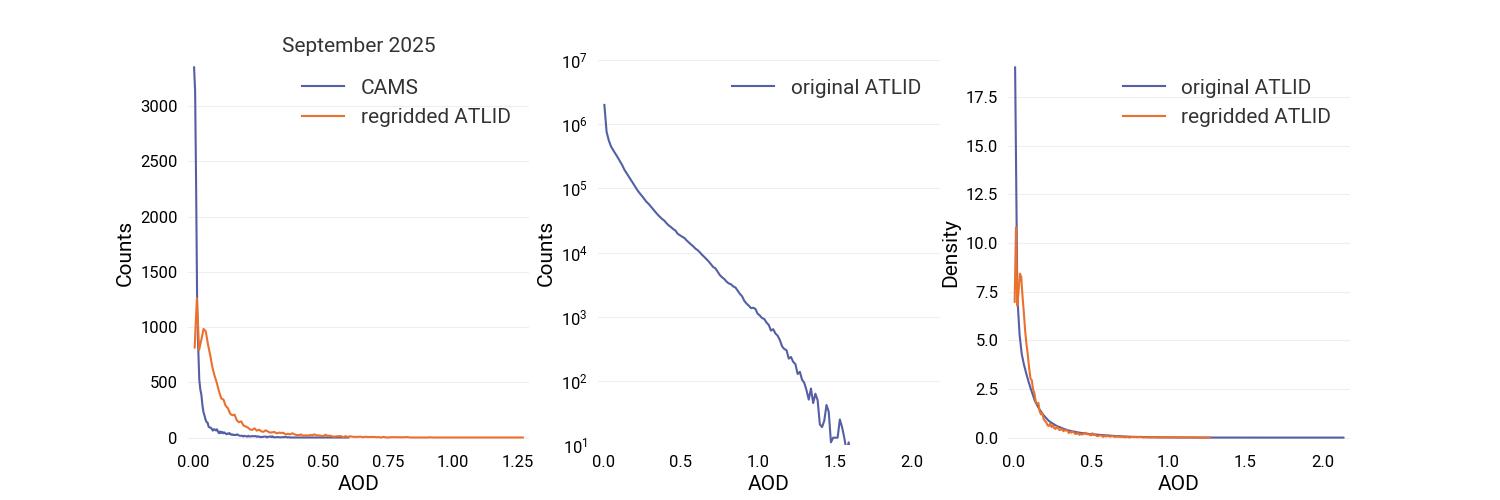 September 2025
CAMS
regridded ATLID
3000
2500
2000
1500
1000
500
0
Counts
0.00 0.25 0.50 0.75 1.00 1.25
AOD
original ATLID
10⁷
10⁶
10⁵
10⁴
10³
10²
10¹
Counts
0.0 0.5 1.0 1.5 2.0
AOD
original ATLID
regridded ATLID
17.5
15.0
12.5
10.0
7.5
5.0
2.5
0.0
Density
0.0 0.5 1.0 1.5 2.0
AOD